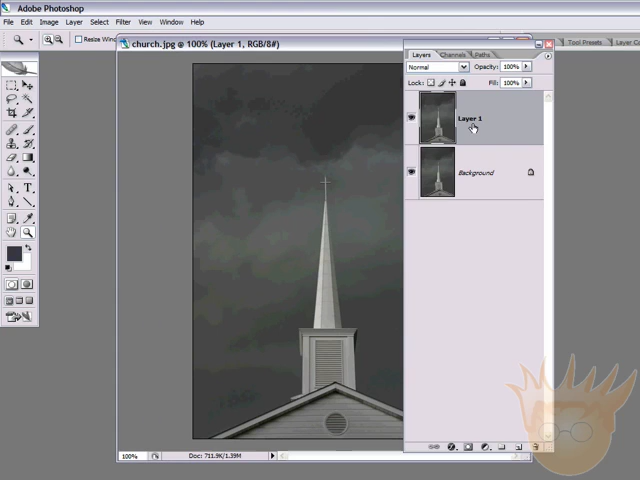 Adobe Photoshop
File Edit Image Layer Select Filter View Window Help
Resize Wind
Tool Presets Layer Co
church.jpg @ 100% (Layer 1, RGB/8#)
Layers Channels Paths
Normal Opacity: 100%
Lock: Fill: 100%
Layer 1
Background
T
100% Doc: 711.9K/1.39M